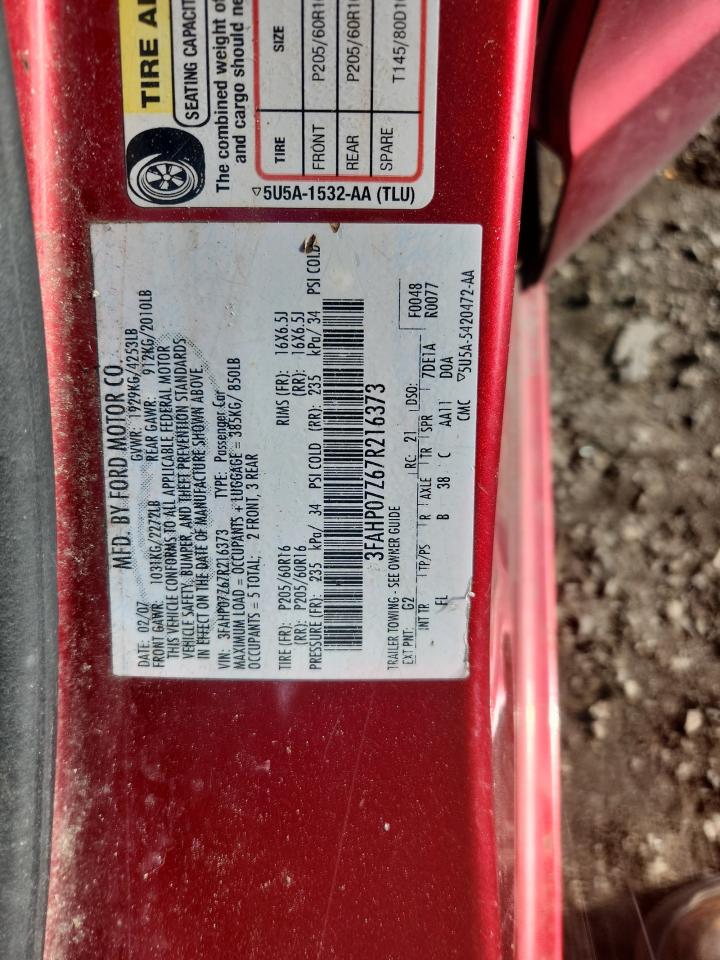 TIRE
SEATING CAPACIT
The combined weight of
and cargo should ne
TIRE SIZE
FRONT P205/60R1
REAR P205/60R1
SPARE T145/80D1
▽5U5A-1532-AA (TLU)
MFD. BY FORD MOTOR CO.
DATE: 02/07 GVWR: 1929KG/4253LB
FRONT GAWR: 1031KG/2272LB REAR GAWR: 912KG/2010LB
THIS VEHICLE CONFORMS TO ALL APPLICABLE FEDERAL MOTOR
VEHICLE SAFETY, BUMPER, AND THEFT PREVENTION STANDARDS
IN EFFECT ON THE DATE OF MANUFACTURE SHOWN ABOVE.
VIN: 3FAHP07Z67R216373 TYPE: Passenger Car
MAXIMUM LOAD = OCCUPANTS + LUGGAGE = 385KG/ 850LB
OCCUPANTS = 5 TOTAL: 2 FRONT, 3 REAR
TIRE (FR): P205/60R16 RIMS (FR): 16X6.5J
(RR): P205/60R16 (RR): 16X6.5J
PRESSURE (FR): 235 kPa/ 34 PSI COLD (RR): 235 kPa/ 34 PSI COLD
3FAHP07Z67R216373
TRAILER TOWING - SEE OWNER GUIDE F0048
EXT PNT: G2 RC: 21 DSO: R0077
INT TR TP/PS R AXLE TR SPR 7DE1A
FL B 38 C AA11 D0A
CMC ▽5U5A-5420472-AA